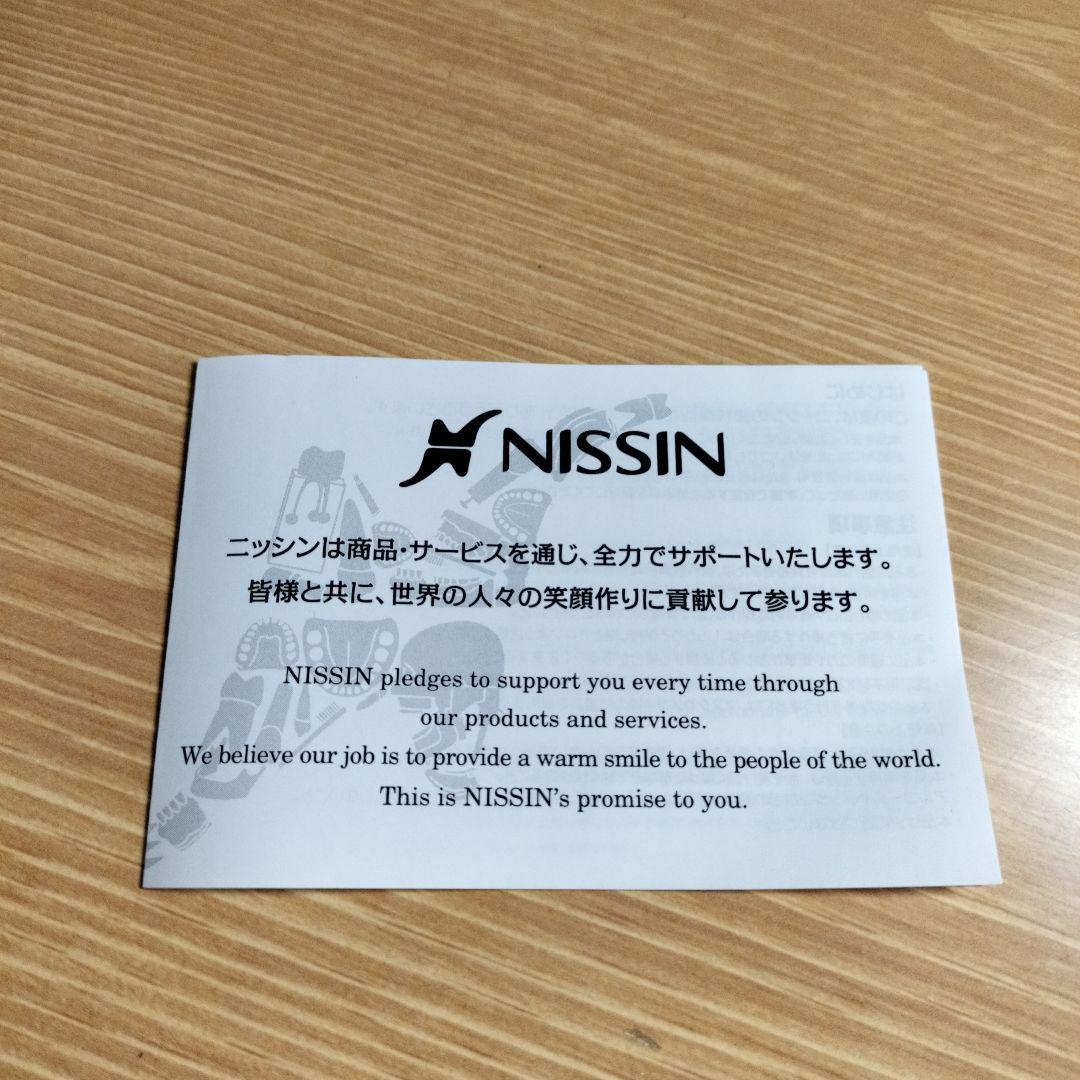 NISSIN
ニッシンは商品・サービスを通じ、全力でサポートいたします。
皆様と共に、世界の人々の笑顔作りに貢献して参ります。
NISSIN pledges to support you every time through
our products and services.
We believe our job is to provide a warm smile to the people of the world.
This is NISSIN's promise to you.